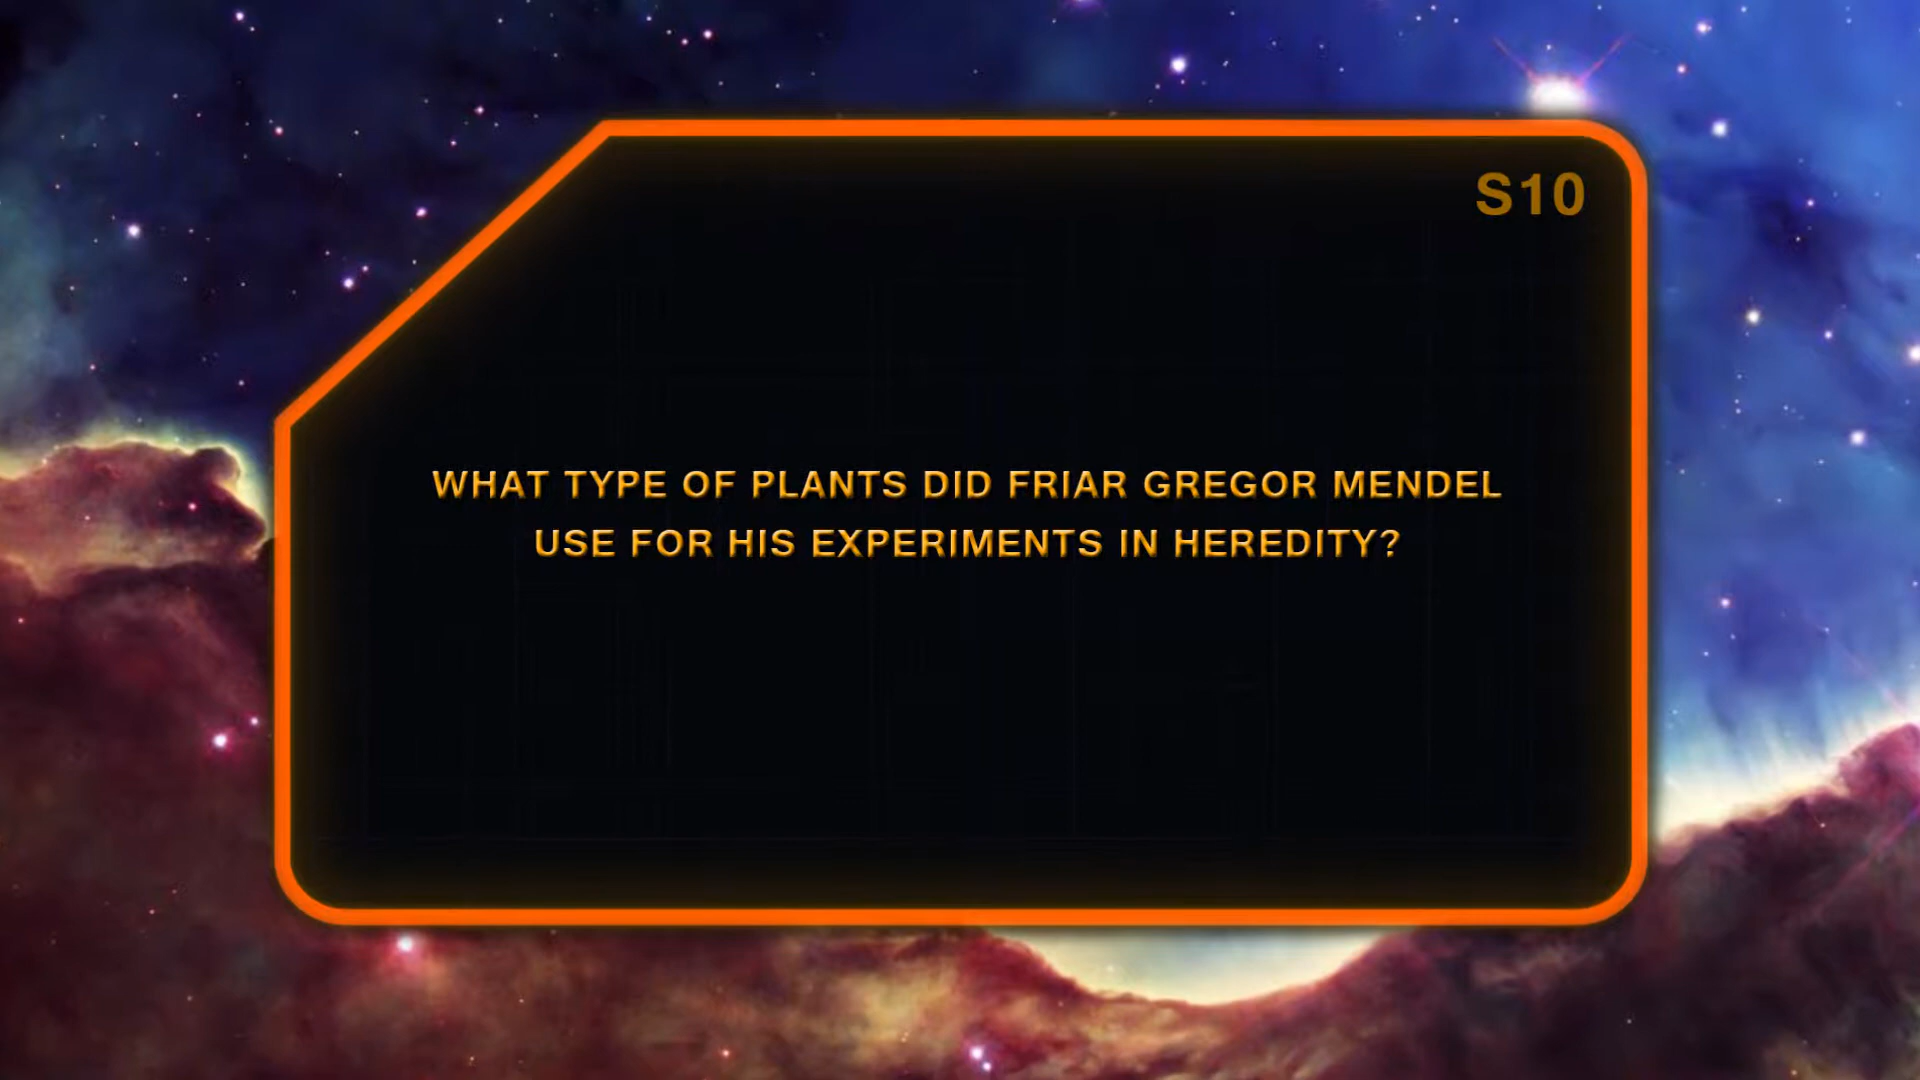 S10
WHAT TYPE OF PLANTS DID FRIAR GREGOR MENDEL
USE FOR HIS EXPERIMENTS IN HEREDITY?